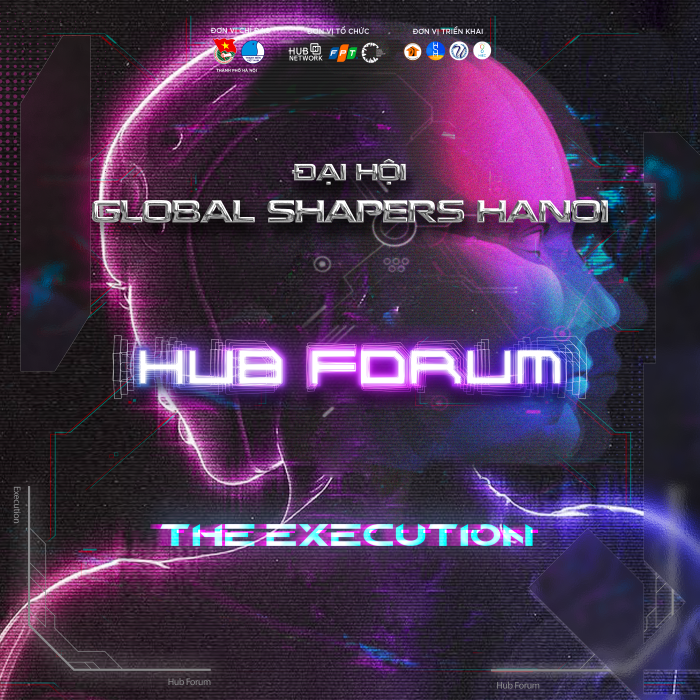 ĐƠN VỊ CHỈ ĐẠO
ĐƠN VỊ TỔ CHỨC
ĐƠN VỊ TRIỂN KHAI
HUB
NETWORK
FPT
THÀNH PHỐ HÀ NỘI
ĐẠI HỘI
GLOBAL SHAPERS HANOI
HUB FORUM
THE EXECUTION
Execution
Hub Forum
Hub Forum